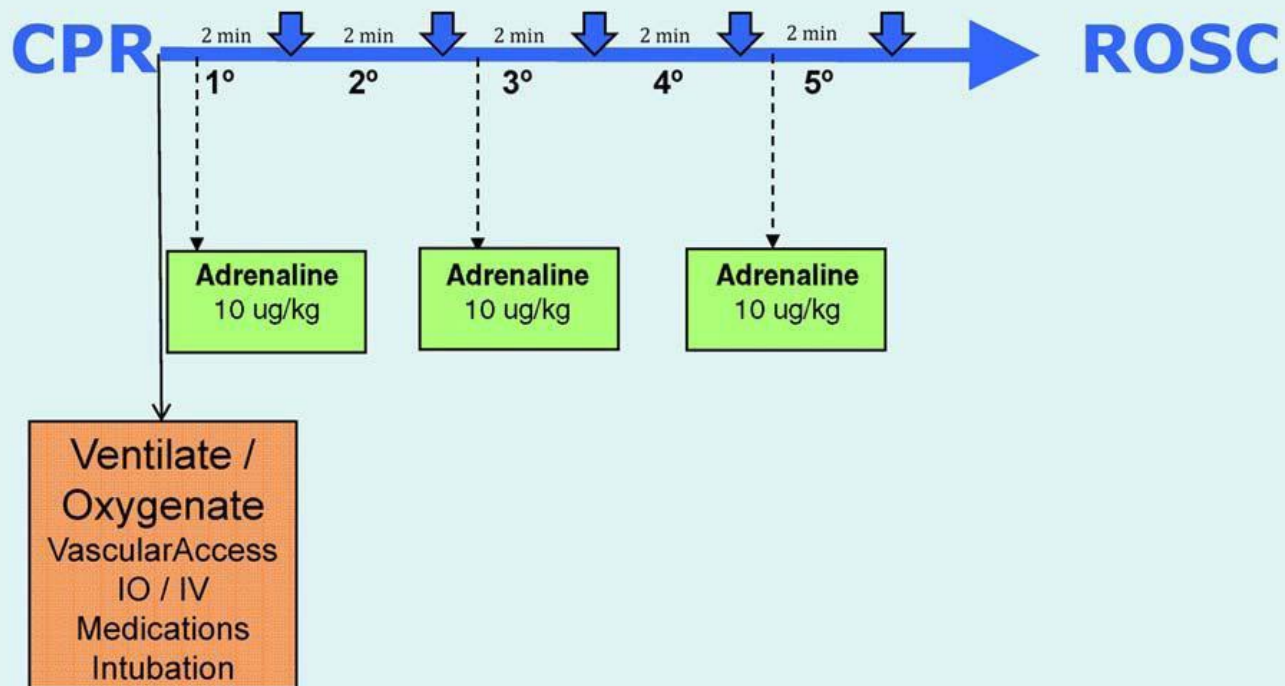 CPR
2 min 2 min 2 min 2 min 2 min
ROSC
1º 2º 3º 4º 5º
Adrenaline
10 ug/kg
Adrenaline
10 ug/kg
Adrenaline
10 ug/kg
Ventilate /
Oxygenate
VascularAccess
IO / IV
Medications
Intubation